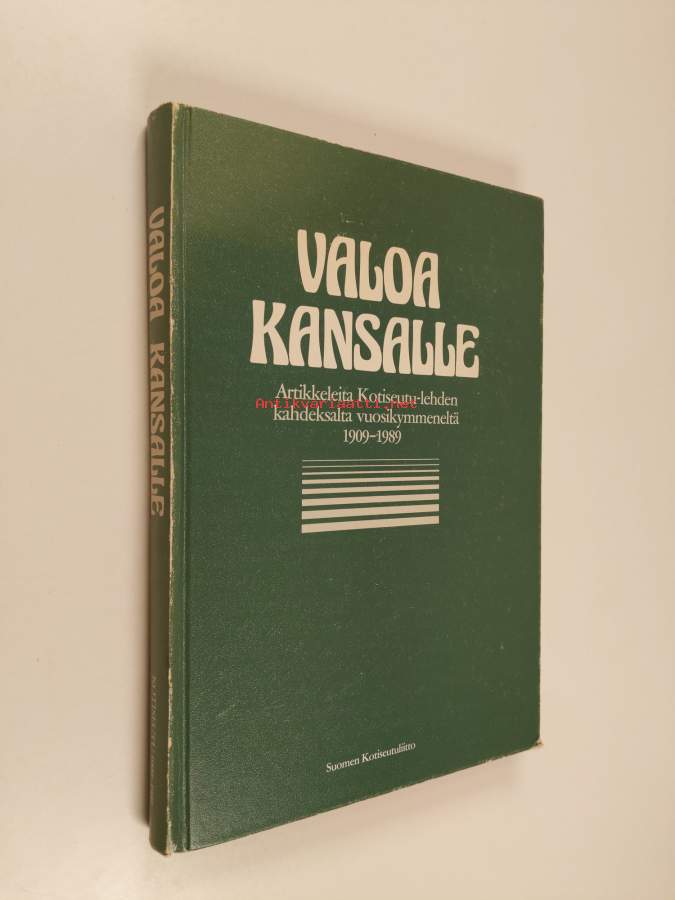 VALOA
KANSALLE
Artikkeleita Kotiseutu-lehden
Antikvariaatti.net
kahdeksalta vuosikymmeneltä
1909–1989
Suomen Kotiseutuliitto
VALOA KANSALLE